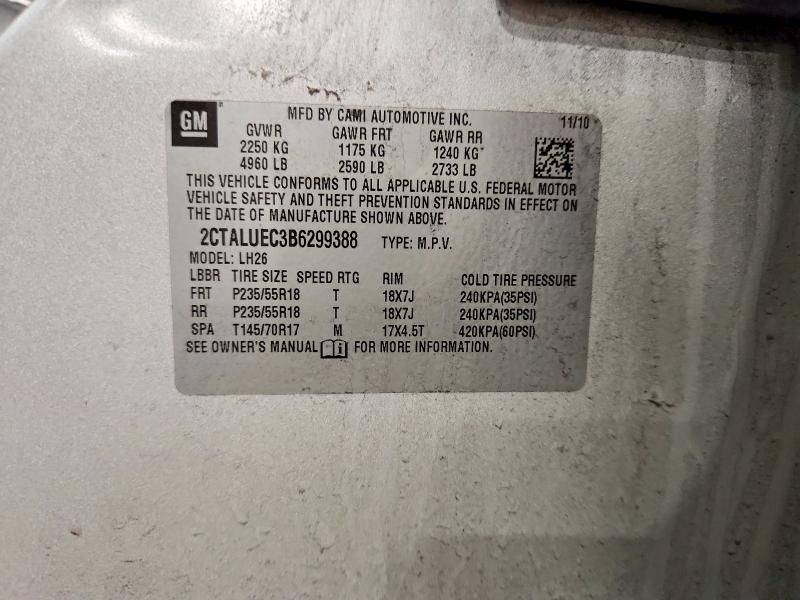 GM
MFD BY CAMI AUTOMOTIVE INC. 11/10
GVWR GAWR FRT GAWR RR
2250 KG 1175 KG 1240 KG
4960 LB 2590 LB 2733 LB
THIS VEHICLE CONFORMS TO ALL APPLICABLE U.S. FEDERAL MOTOR
VEHICLE SAFETY AND THEFT PREVENTION STANDARDS IN EFFECT ON
THE DATE OF MANUFACTURE SHOWN ABOVE.
2CTALUEC3B6299388 TYPE: M.P.V.
MODEL: LH26
LBBR TIRE SIZE SPEED RTG RIM COLD TIRE PRESSURE
FRT P235/55R18 T 18X7J 240KPA(35PSI)
RR P235/55R18 T 18X7J 240KPA(35PSI)
SPA T145/70R17 M 17X4.5T 420KPA(60PSI)
SEE OWNER'S MANUAL FOR MORE INFORMATION.